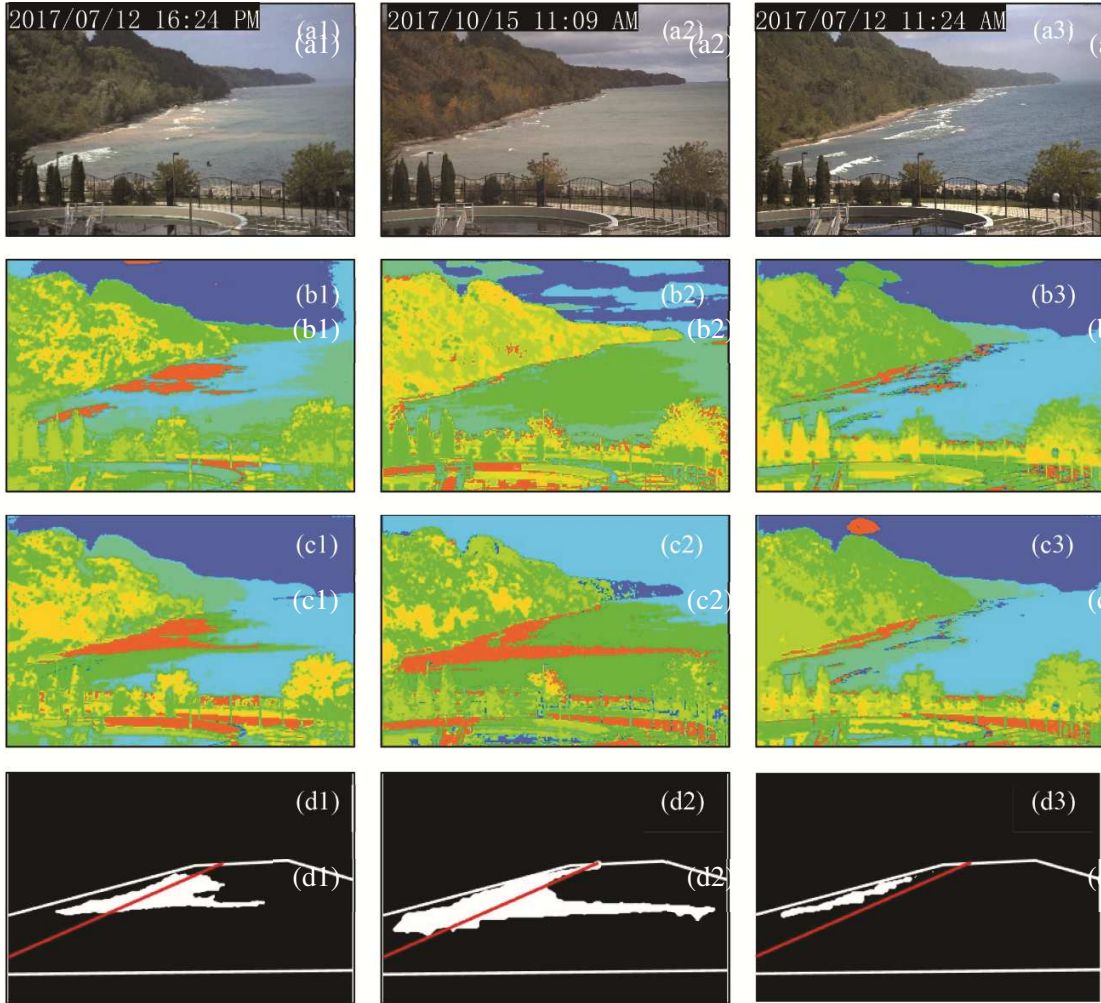 2017/07/12 16:24 PM (a1)
(a1)
2017/10/15 11:09 AM (a2)
(a2)
2017/07/12 11:24 AM (a3)
(b1)
(b1)
(b2)
(b2)
(b3)
(c1)
(c1)
(c2)
(c2)
(c3)
(d1)
(d1)
(d2)
(d2)
(d3)